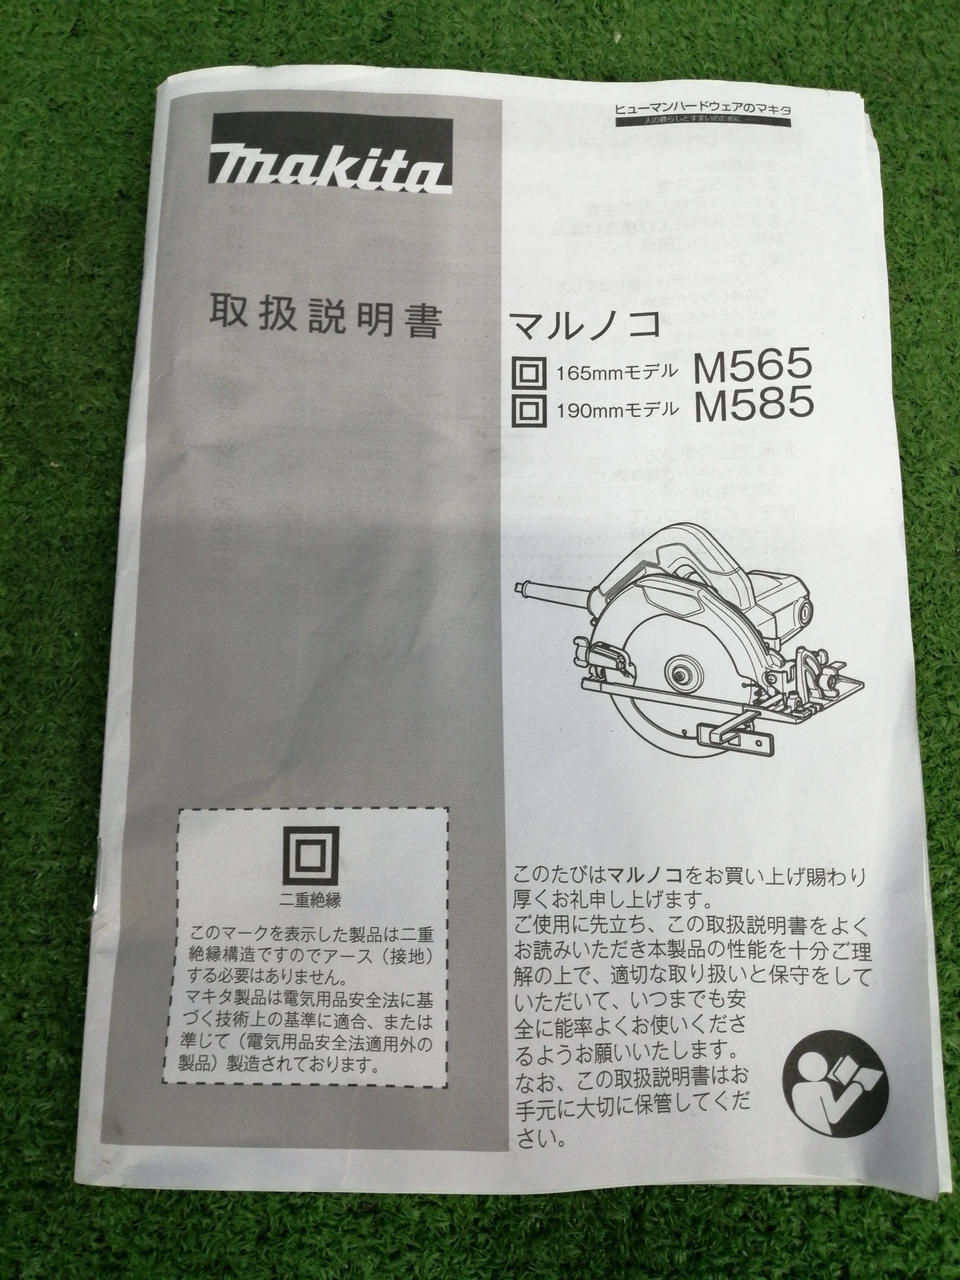 ヒューマンハードウェアのマキタ
人の暮らしとすまいのために
makita
取扱説明書
マルノコ
165mmモデル M565
190mmモデル M585
二重絶縁
このマークを表示した製品は二重
絶縁構造ですのでアース（接地）
する必要はありません。
マキタ製品は電気用品安全法に基
づく技術上の基準に適合、または
準じて（電気用品安全法適用外の
製品）製造されております。
このたびはマルノコをお買い上げ賜わり
厚くお礼申し上げます。
ご使用に先立ち、この取扱説明書をよく
お読みいただき本製品の性能を十分ご理
解の上で、適切な取り扱いと保守をして
いただいて、いつまでも安
全に能率よくお使いくださ
るようお願いいたします。
なお、この取扱説明書はお
手元に大切に保管してくだ
さい。